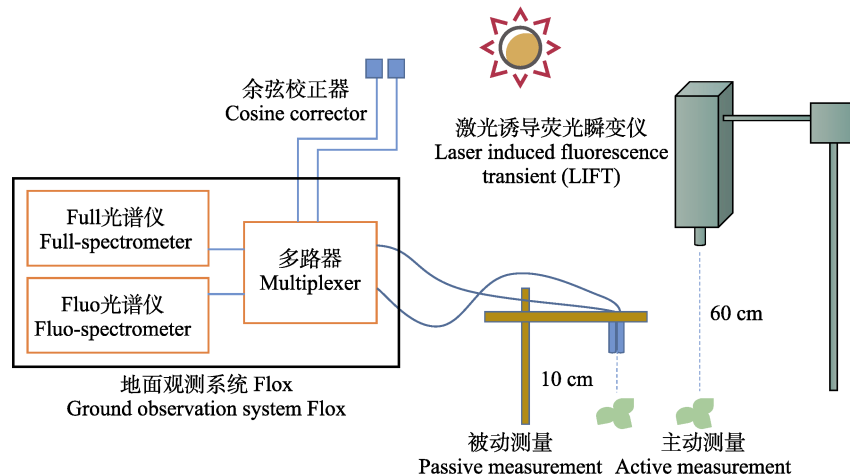 余弦校正器
Cosine corrector
激光诱导荧光瞬变仪
Laser induced fluorescence
transient (LIFT)
Full光谱仪
Full-spectrometer
多路器
Multiplexer
Fluo光谱仪
Fluo-spectrometer
60 cm
10 cm
地面观测系统 Flox
Ground observation system Flox
被动测量
Passive measurement
主动测量
Active measurement